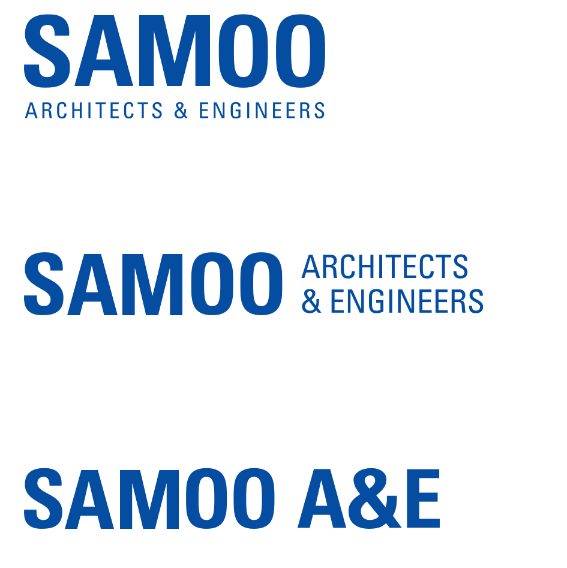 SAMOO
ARCHITECTS & ENGINEERS
SAMOO ARCHITECTS
& ENGINEERS
SAMOO A&E